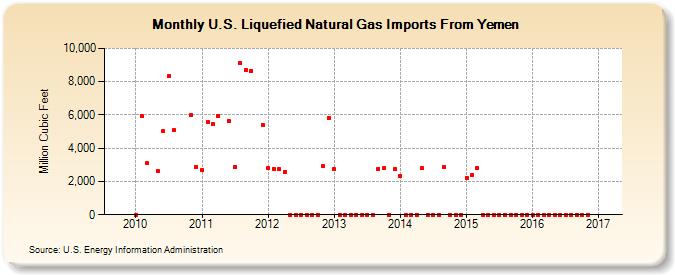 Monthly U.S. Liquefied Natural Gas Imports From Yemen
Million Cubic Feet
10,000
8,000
6,000
4,000
2,000
0
2010 2011 2012 2013 2014 2015 2016 2017
Source: U.S. Energy Information Administration